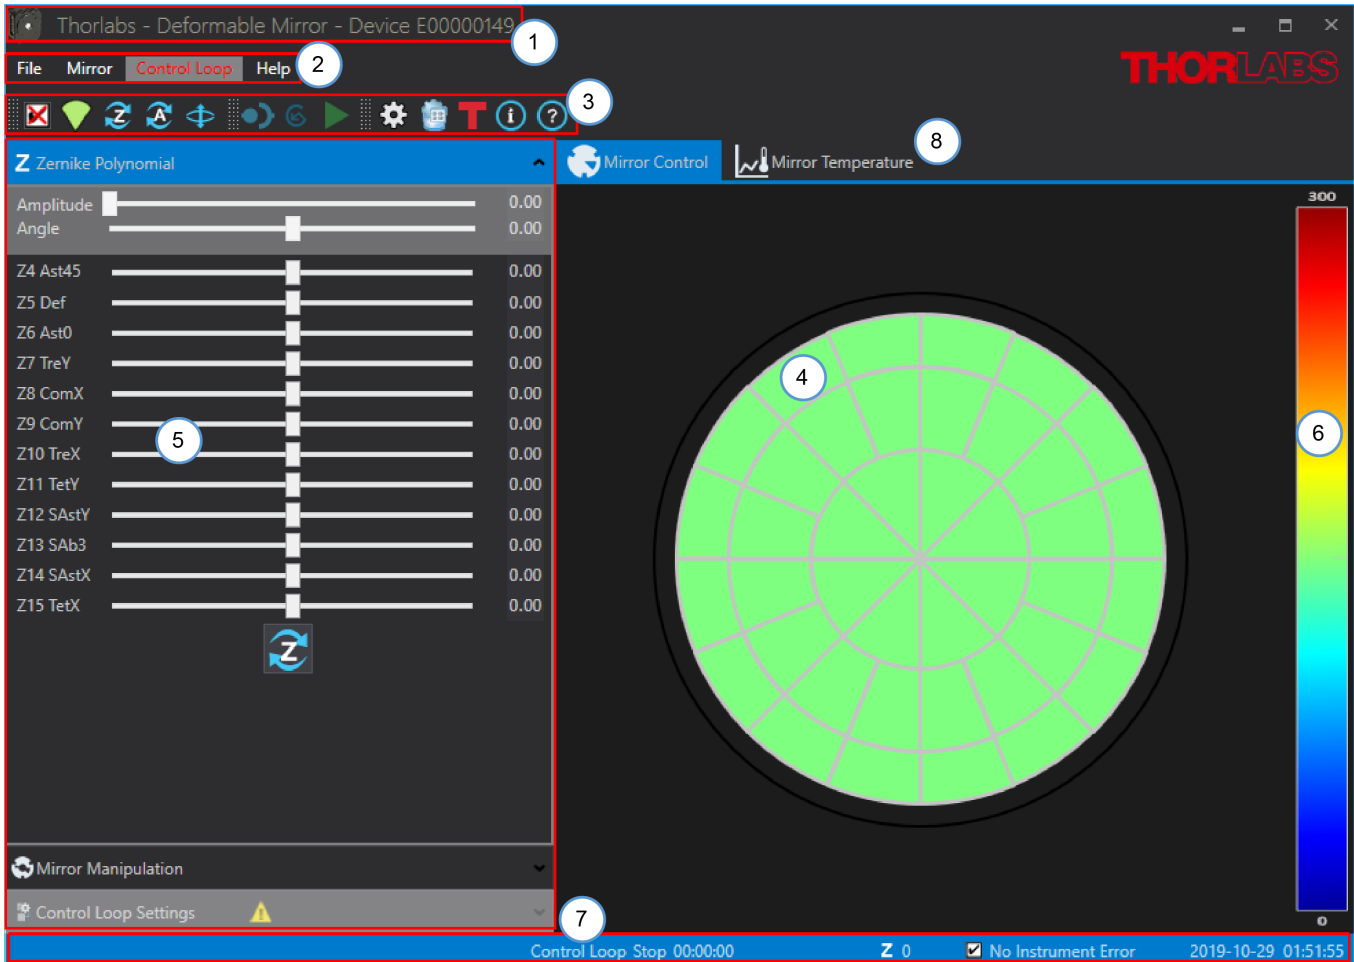 Thorlabs - Deformable Mirror - Device E00000149
1
File Mirror Control Loop Help
2
THORLABS
3
Z Zernike Polynomial
Mirror Control
Mirror Temperature
8
Amplitude 0.00
Angle 0.00
Z4 Ast45 0.00
Z5 Def 0.00
Z6 Ast0 0.00
Z7 TreY 0.00
Z8 ComX 0.00
Z9 ComY 0.00
5
Z10 TreX 0.00
Z11 TetY 0.00
Z12 SAstY 0.00
Z13 SAb3 0.00
Z14 SAstX 0.00
Z15 TetX 0.00
Z
Mirror Manipulation
Control Loop Settings
300
4
6
0
7
Control Loop Stop 00:00:00 Z 0 No Instrument Error 2019-10-29 01:51:55